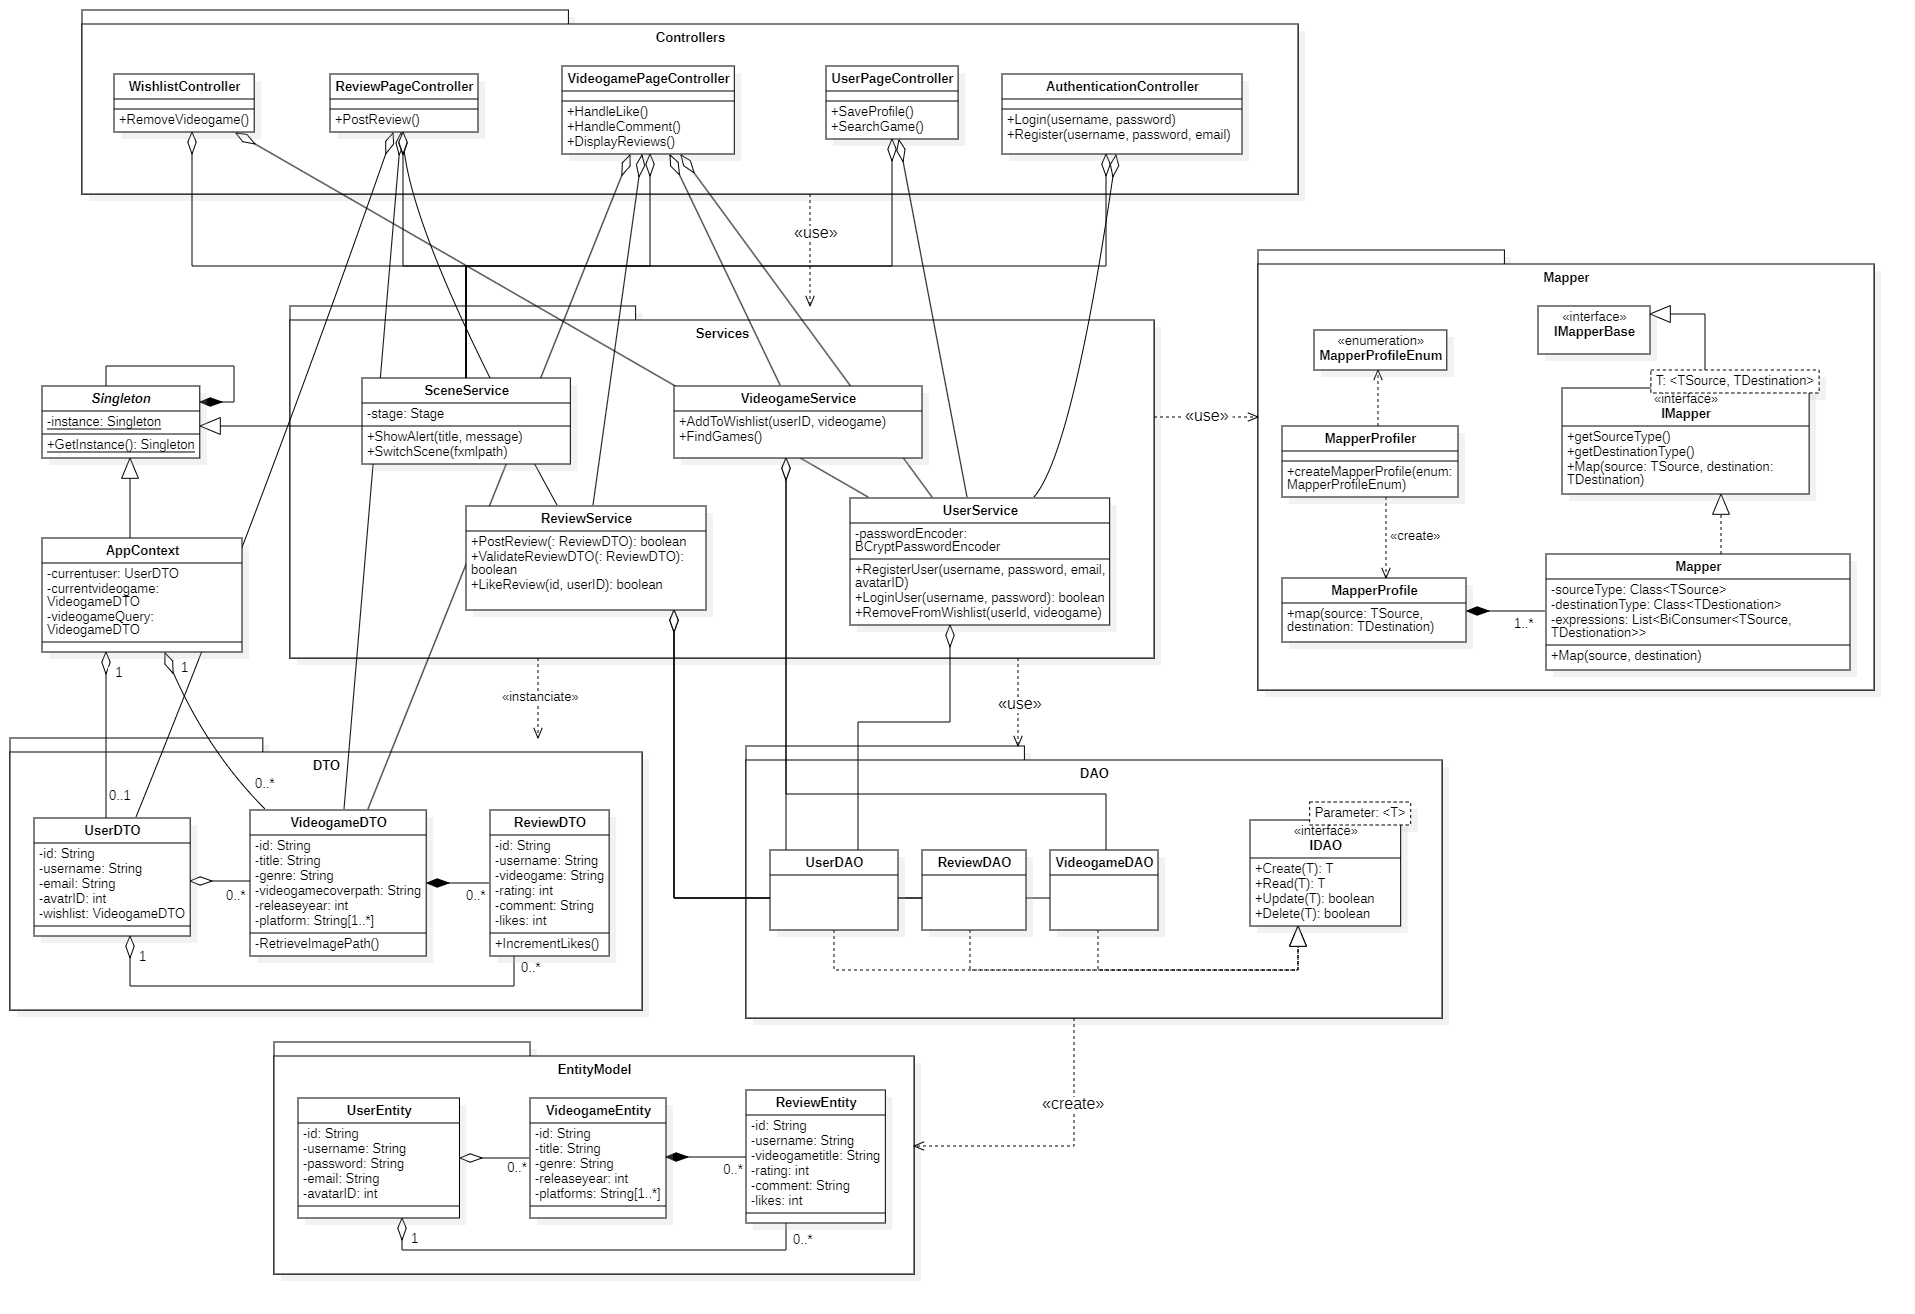 Controllers
WishlistController
+RemoveVideogame()
ReviewPageController
+PostReview()
VideogamePageController
+HandleLike()
+HandleComment()
+DisplayReviews()
UserPageController
+SaveProfile()
+SearchGame()
AuthenticationController
+Login(username, password)
+Register(username, password, email)
«use»
Services
SceneService
-stage: Stage
+ShowAlert(title, message)
+SwitchScene(fxmlpath)
VideogameService
+AddToWishlist(userID, videogame)
+FindGames()
ReviewService
+PostReview(: ReviewDTO): boolean
+ValidateReviewDTO(: ReviewDTO):
boolean
+LikeReview(id, userID): boolean
UserService
-passwordEncoder:
BCryptPasswordEncoder
+RegisterUser(username, password, email,
avatarID)
+LoginUser(username, password): boolean
+RemoveFromWishlist(userId, videogame)
«use»
Mapper
«enumeration»
MapperProfileEnum
«interface»
IMapperBase
T: <TSource, TDestination>
«interface»
IMapper
+getSourceType()
+getDestinationType()
+Map(source: TSource, destination:
TDestination)
MapperProfiler
+createMapperProfile(enum:
MapperProfileEnum)
«create»
MapperProfile
+map(source: TSource,
destination: TDestination)
1..*
Mapper
-sourceType: Class<TSource>
-destinationType: Class<TDestionation>
-expressions: List<BiConsumer<TSource,
TDestionation>>
+Map(source, destination)
Singleton
-instance: Singleton
+GetInstance(): Singleton
AppContext
-currentuser: UserDTO
-currentvideogame:
VideogameDTO
-videogameQuery:
VideogameDTO
1
1
«instanciate»
«use»
DTO
0..1
0..*
UserDTO
-id: String
-username: String
-email: String
-avatrID: int
-wishlist: VideogameDTO
0..*
1
VideogameDTO
-id: String
-title: String
-genre: String
-videogamecoverpath: String
-releaseyear: int
-platform: String[1..*]
-RetrieveImagePath()
0..*
ReviewDTO
-id: String
-username: String
-videogame: String
-rating: int
-comment: String
-likes: int
+IncrementLikes()
0..*
DAO
UserDAO
ReviewDAO
VideogameDAO
Parameter: <T>
«interface»
IDAO
+Create(T): T
+Read(T): T
+Update(T): boolean
+Delete(T): boolean
«create»
EntityModel
UserEntity
-id: String
-username: String
-password: String
-email: String
-avatarID: int
0..*
1
VideogameEntity
-id: String
-title: String
-genre: String
-releaseyear: int
-platforms: String[1..*]
0..*
ReviewEntity
-id: String
-username: String
-videogametitle: String
-rating: int
-comment: String
-likes: int
0..*